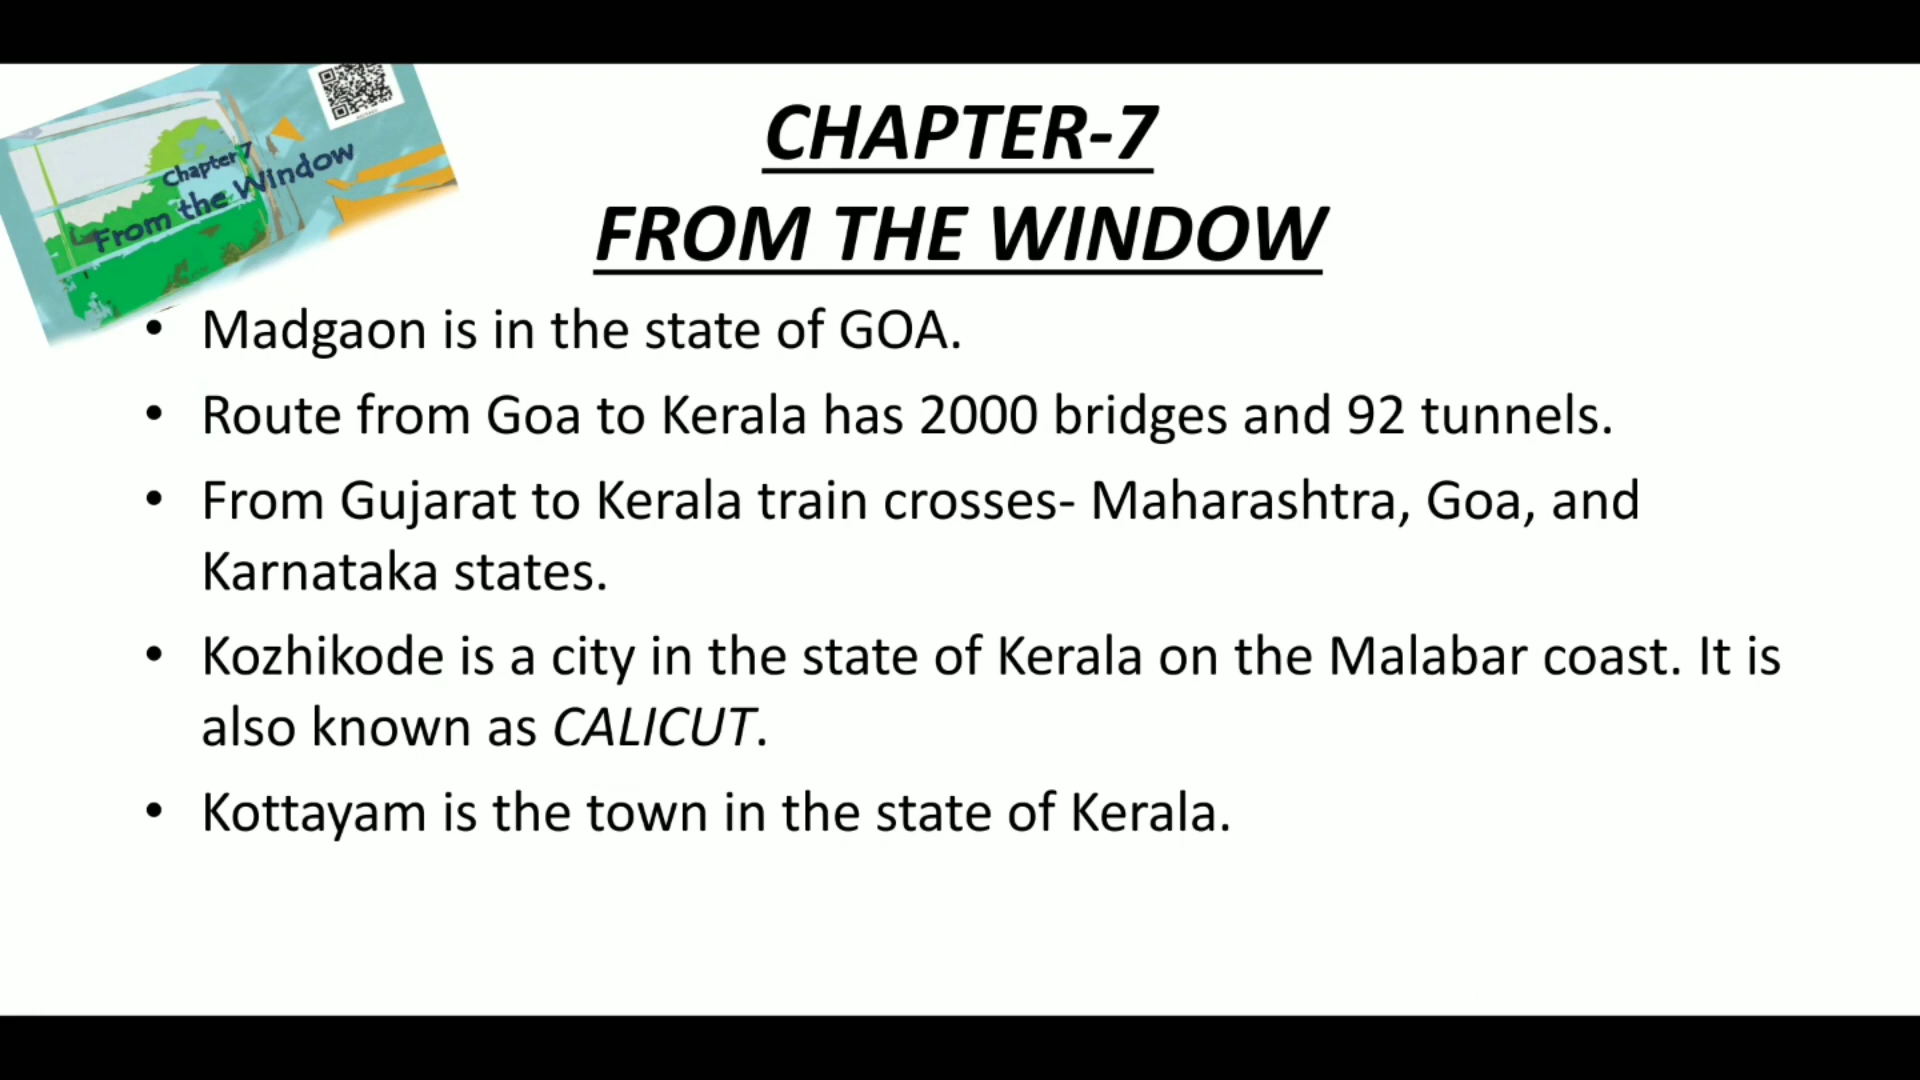 Chapter 7
From the Window
CHAPTER-7
FROM THE WINDOW
• Madgaon is in the state of GOA.
• Route from Goa to Kerala has 2000 bridges and 92 tunnels.
• From Gujarat to Kerala train crosses- Maharashtra, Goa, and
Karnataka states.
• Kozhikode is a city in the state of Kerala on the Malabar coast. It is
also known as CALICUT.
• Kottayam is the town in the state of Kerala.